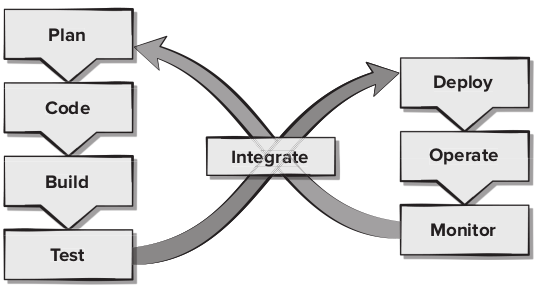 Plan
Code
Build
Test
Integrate
Deploy
Operate
Monitor